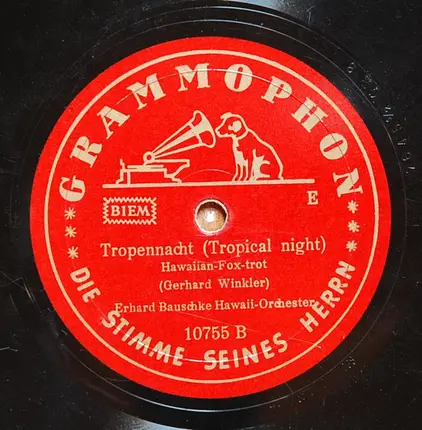 GRAMMOPHON
BIEM
E
Tropennacht (Tropical night)
Hawaiian-Fox-trot
(Gerhard Winkler)
Erhard Bauschke Hawaii-Orchester
10755 B
DIE STIMME SEINES HERRN